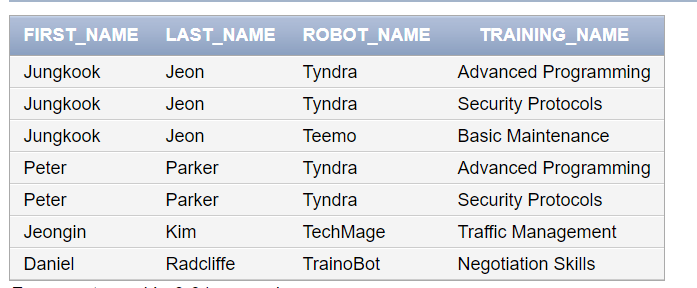 FIRST_NAME LAST_NAME ROBOT_NAME TRAINING_NAME
Jungkook Jeon Tyndra Advanced Programming
Jungkook Jeon Tyndra Security Protocols
Jungkook Jeon Teemo Basic Maintenance
Peter Parker Tyndra Advanced Programming
Peter Parker Tyndra Security Protocols
Jeongin Kim TechMage Traffic Management
Daniel Radcliffe TrainoBot Negotiation Skills